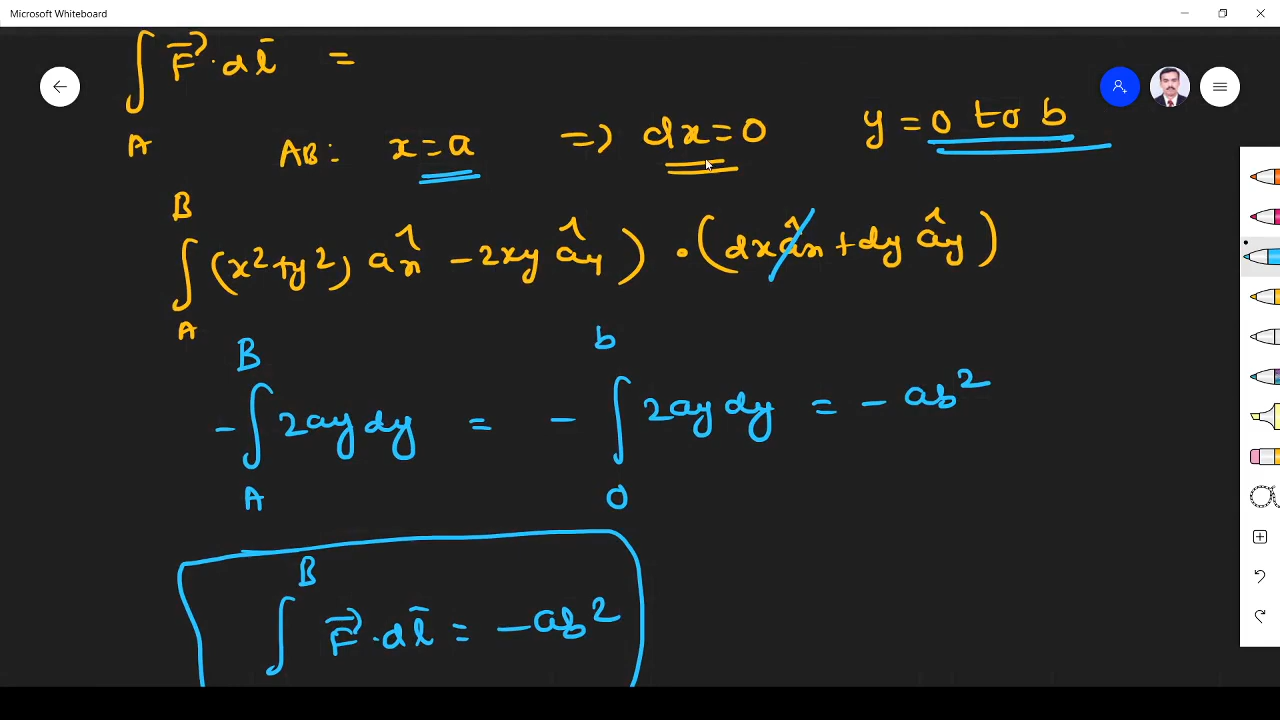 Microsoft Whiteboard
∫ F⃗ · dl̄ =
A
AB: x = a => dx = 0 y = 0 to b
B
∫ (x² + y²) âx − 2xy ây) · (dx âx + dy ây)
A
B b
− ∫ 2ay dy = − ∫ 2ay dy = − ab²
A 0
B
∫ F⃗ · dl̄ = − ab²